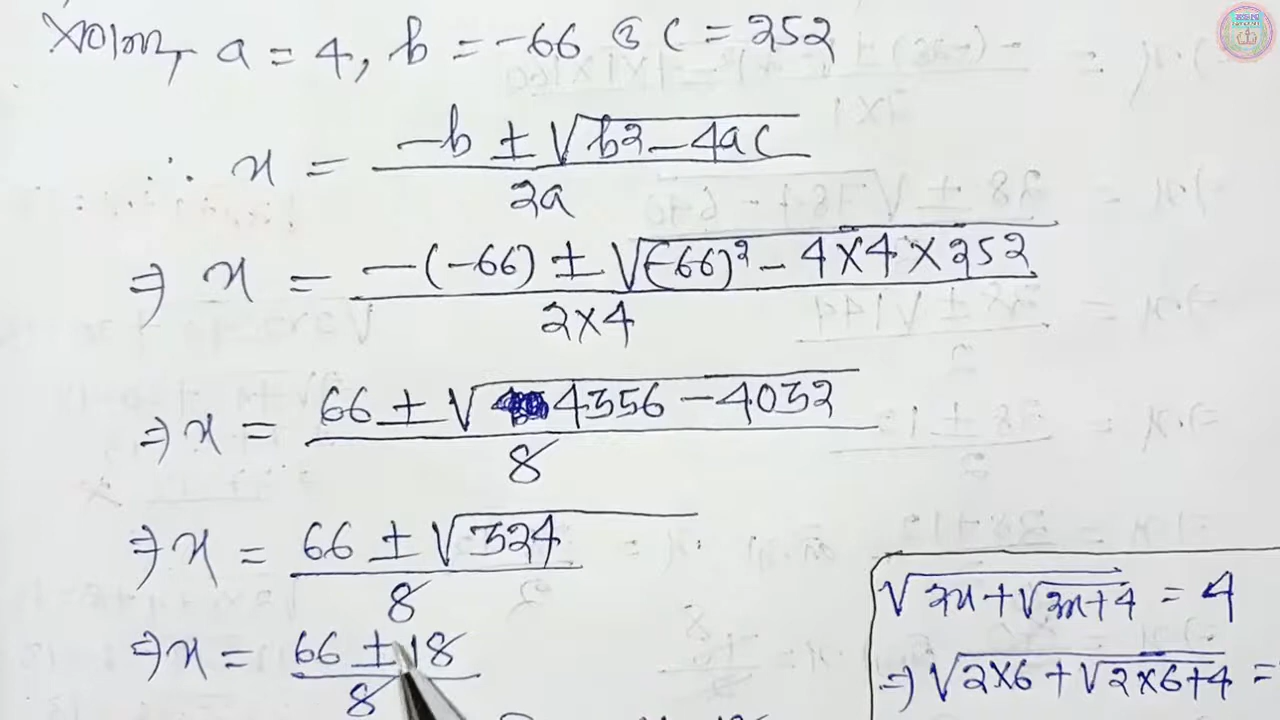 a = 4, b = -66 ও c = 252
∴ x = (-b ± √(b2 - 4ac)) / 2a
⇒ x = (-(-66) ± √((-66)² - 4×4×252)) / 2×4
⇒ x = (66 ± √(4356 - 4032)) / 8
⇒ x = (66 ± √324) / 8
⇒ x = (66 ± 18) / 8
√(2x + √(2x+4)) = 4
⇒ √(2×6 + √(2×6+4)) =